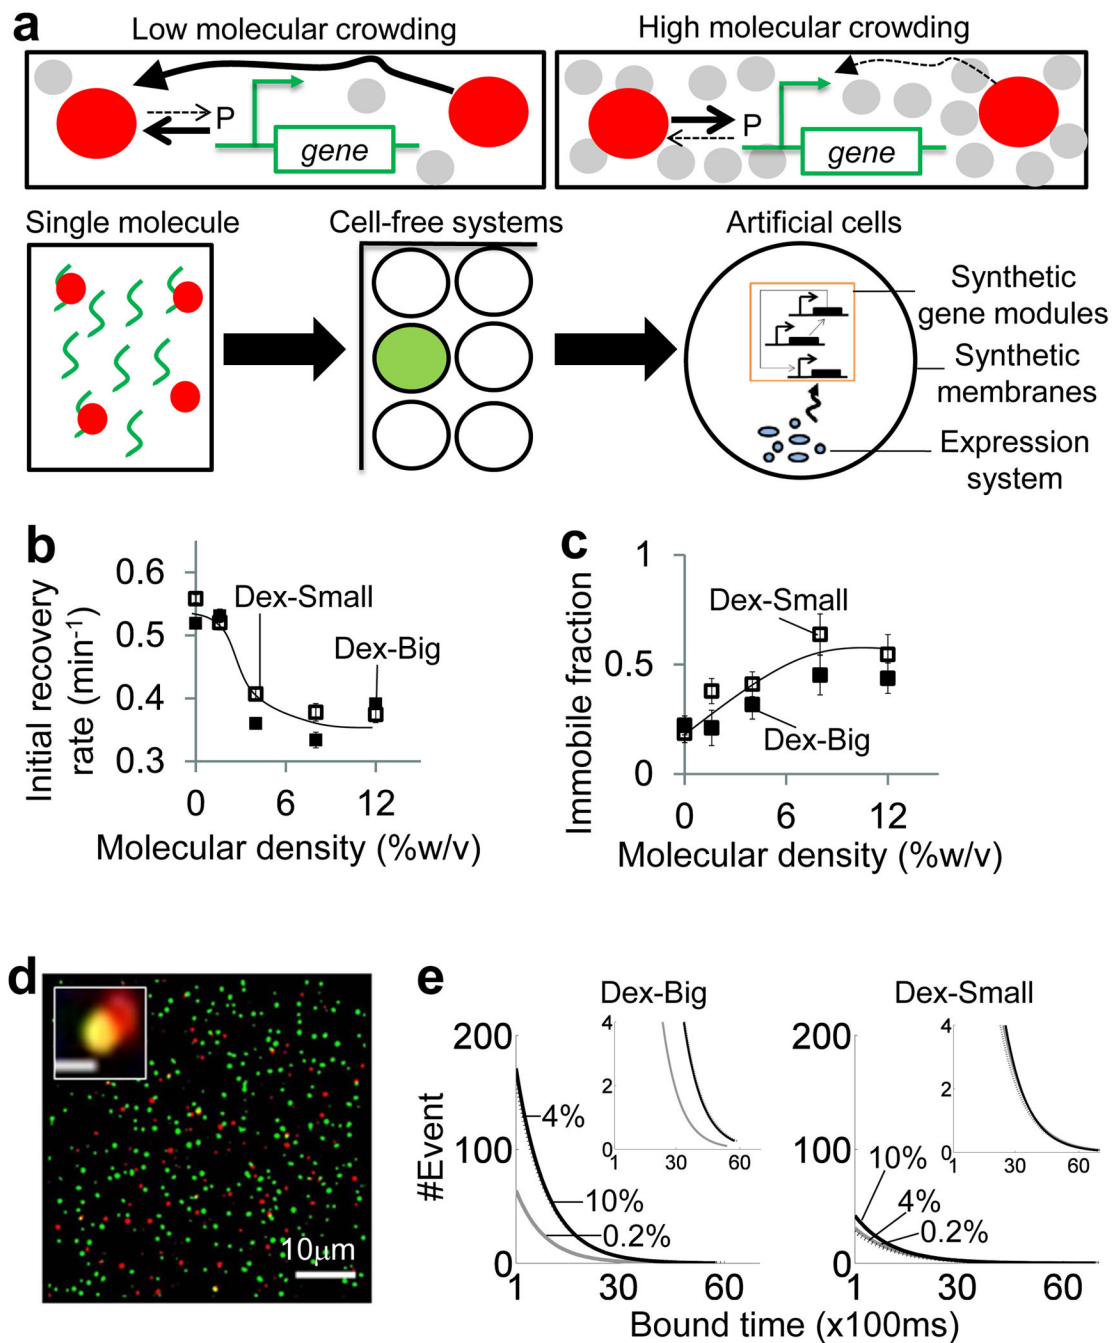 a
Low molecular crowding
High molecular crowding
P
gene
P
gene
Single molecule
Cell-free systems
Artificial cells
Synthetic
gene modules
Synthetic
membranes
Expression
system
b
Initial recovery
rate (min⁻¹)
0.6
0.5
0.4
0.3
Dex-Small
Dex-Big
0
6
12
Molecular density (%w/v)
c
Immobile fraction
1
0.5
0
Dex-Small
Dex-Big
0
6
12
Molecular density (%w/v)
d
10μm
e
Dex-Big
Dex-Small
#Event
200
100
0
4%
10%
0.2%
1
30
60
4
2
0
1
30
60
200
100
0
10%
4%
0.2%
1
30
60
4
2
0
1
30
60
Bound time (x100ms)